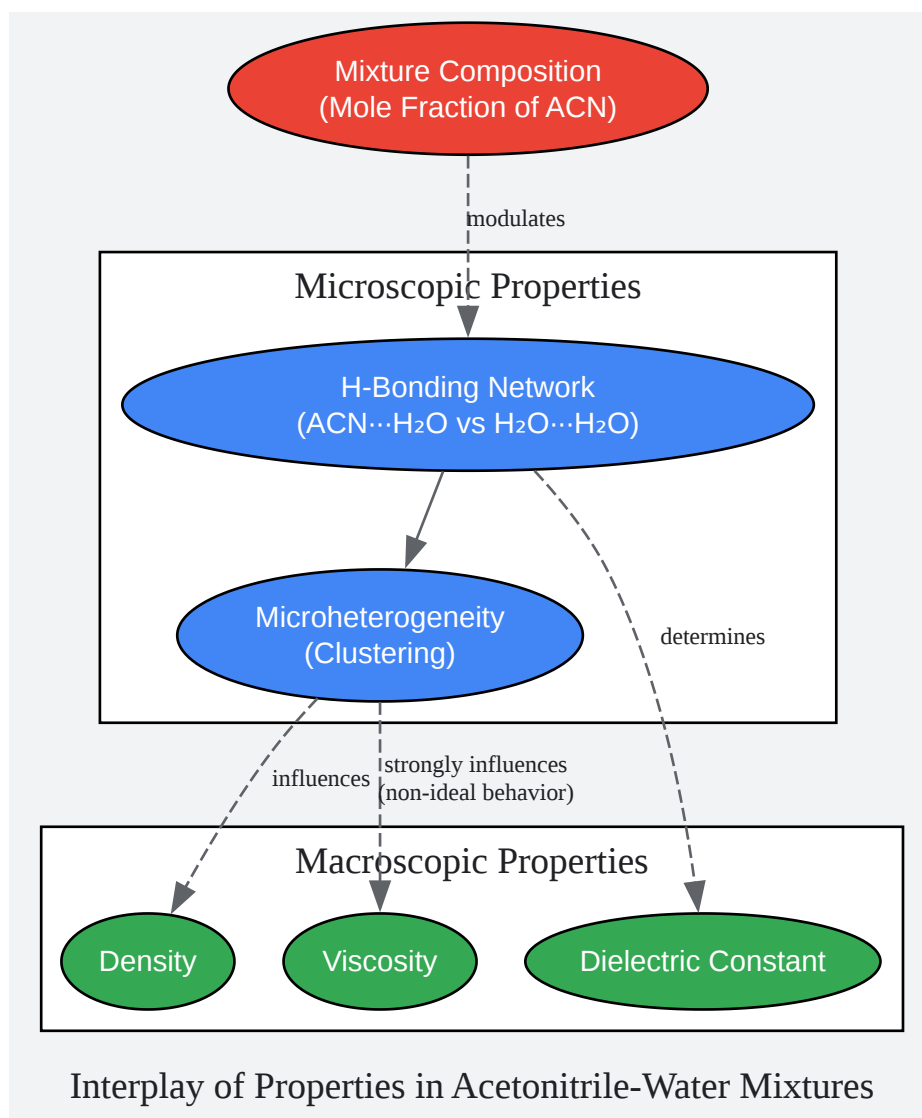 Mixture Composition
(Mole Fraction of ACN)
modulates
Microscopic Properties
H-Bonding Network
(ACN···H₂O vs H₂O···H₂O)
Microheterogeneity
(Clustering)
determines
influences
strongly influences
(non-ideal behavior)
Macroscopic Properties
Density
Viscosity
Dielectric Constant
Interplay of Properties in Acetonitrile-Water Mixtures